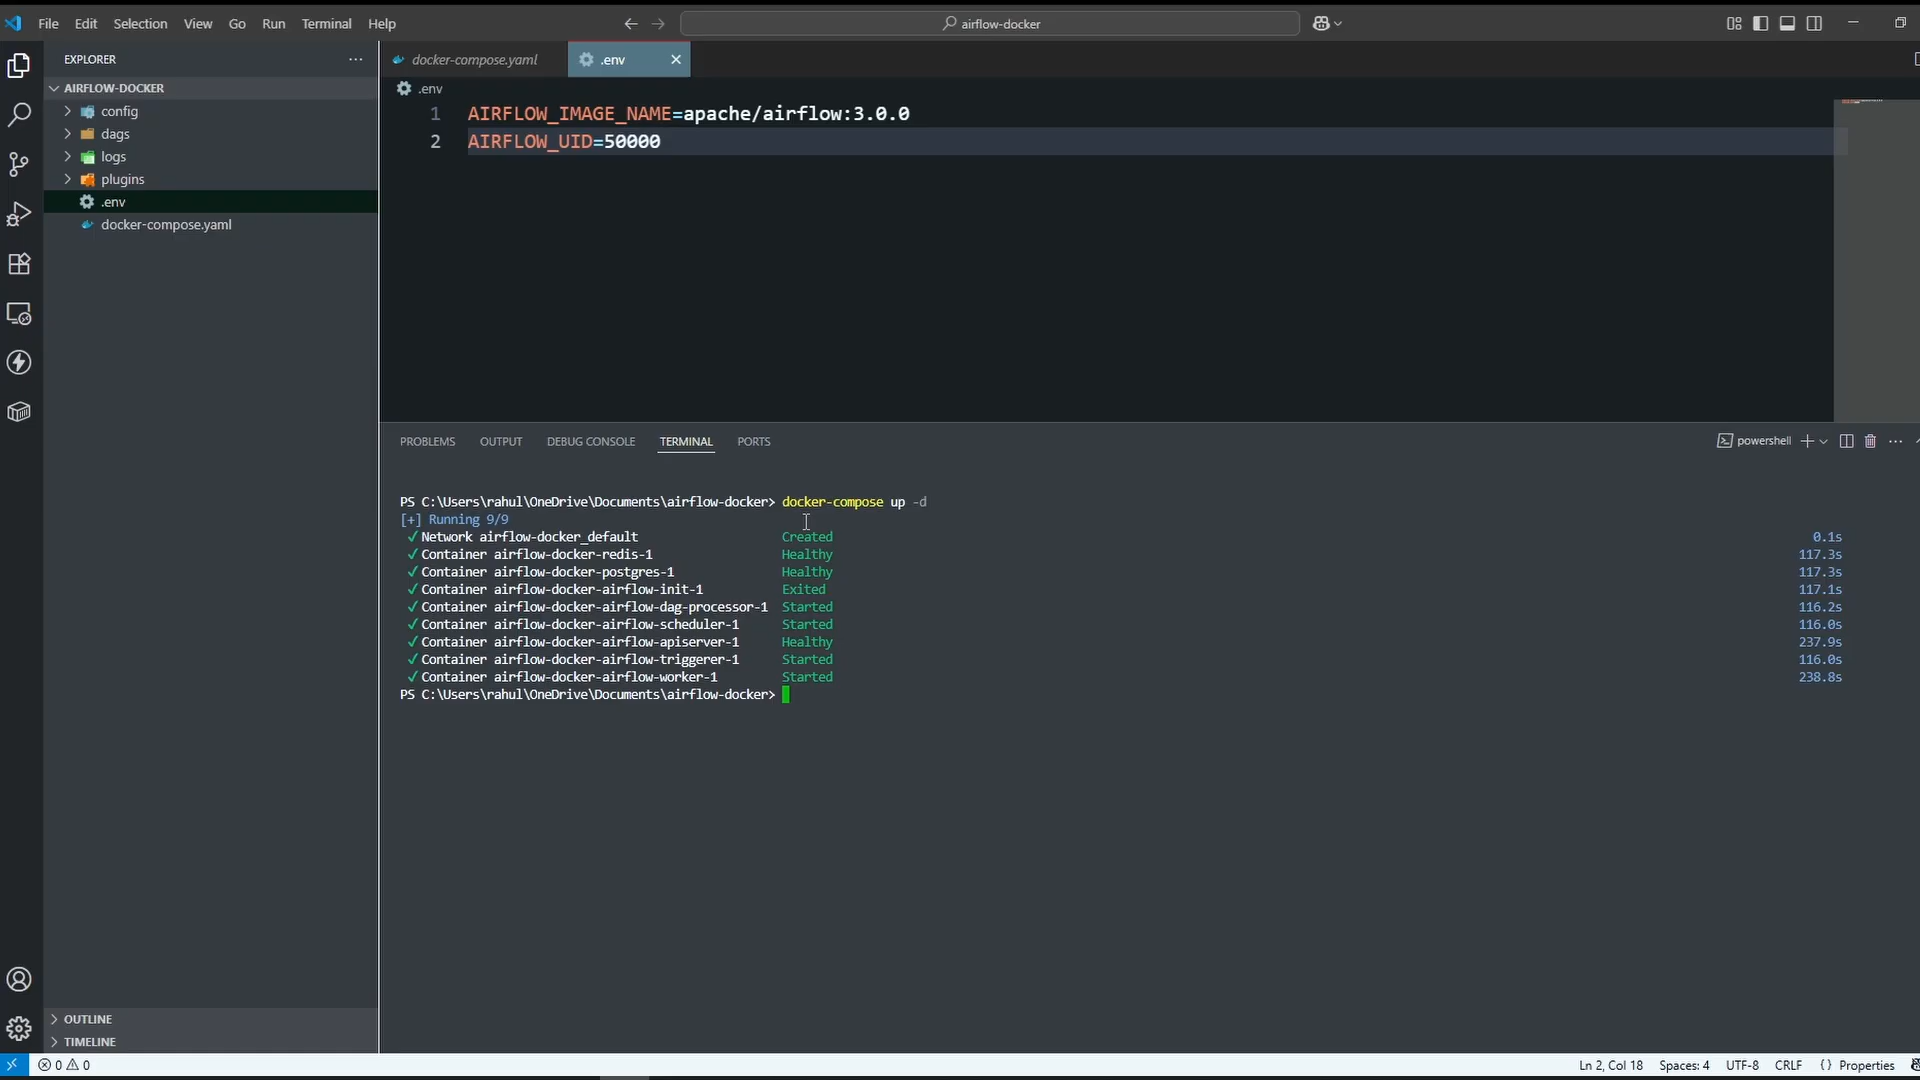 File Edit Selection View Go Run Terminal Help
airflow-docker
EXPLORER
AIRFLOW-DOCKER
config
dags
logs
plugins
.env
docker-compose.yaml
OUTLINE
TIMELINE
docker-compose.yaml
.env
.env
1 AIRFLOW_IMAGE_NAME=apache/airflow:3.0.0
2 AIRFLOW_UID=50000
PROBLEMS OUTPUT DEBUG CONSOLE TERMINAL PORTS
powershell
PS C:\Users\rahul\OneDrive\Documents\airflow-docker> docker-compose up -d
[+] Running 9/9
✓ Network airflow-docker_default Created 0.1s
✓ Container airflow-docker-redis-1 Healthy 117.3s
✓ Container airflow-docker-postgres-1 Healthy 117.3s
✓ Container airflow-docker-airflow-init-1 Exited 117.1s
✓ Container airflow-docker-airflow-dag-processor-1 Started 116.2s
✓ Container airflow-docker-airflow-scheduler-1 Started 116.0s
✓ Container airflow-docker-airflow-apiserver-1 Healthy 237.9s
✓ Container airflow-docker-airflow-triggerer-1 Started 116.0s
✓ Container airflow-docker-airflow-worker-1 Started 238.8s
PS C:\Users\rahul\OneDrive\Documents\airflow-docker>
0 0
Ln 2, Col 18 Spaces: 4 UTF-8 CRLF {} Properties